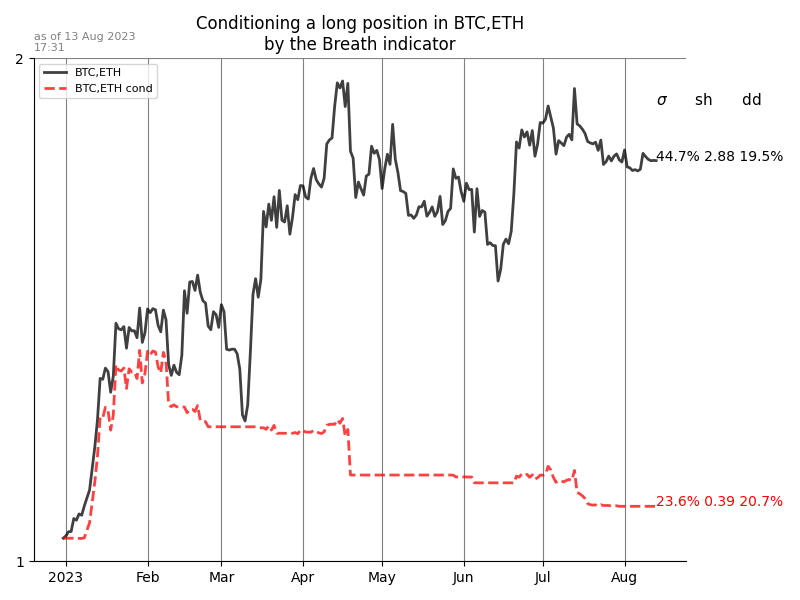 Conditioning a long position in BTC,ETH
by the Breath indicator
as of 13 Aug 2023
17:31
2
BTC,ETH
BTC,ETH cond
σ sh dd
44.7% 2.88 19.5%
23.6% 0.39 20.7%
1
2023 Feb Mar Apr May Jun Jul Aug